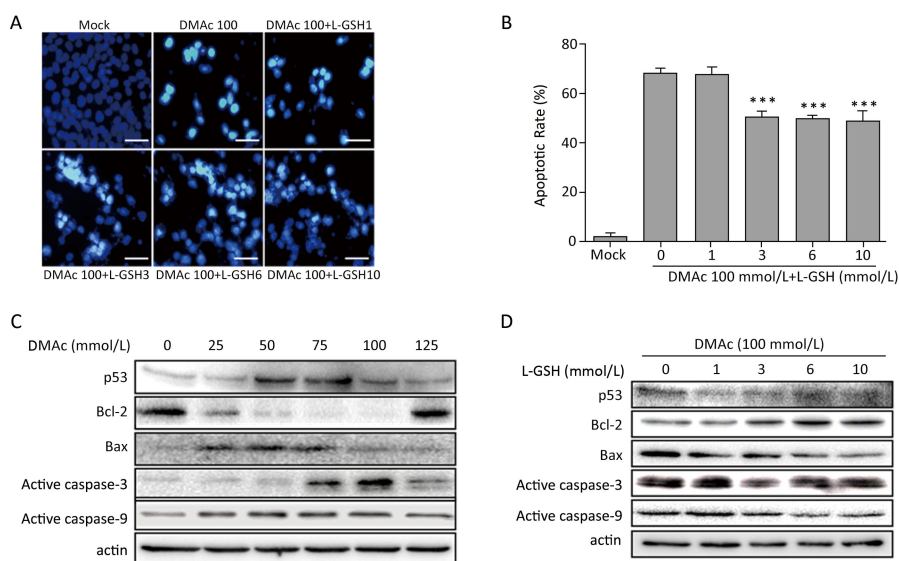 A
Mock DMAc 100 DMAc 100+L-GSH1
DMAc 100+L-GSH3 DMAc 100+L-GSH6 DMAc 100+L-GSH10
B
Apoptotic Rate (%)
80
60
40
20
0
*** *** ***
Mock 0 1 3 6 10
DMAc 100 mmol/L+L-GSH (mmol/L)
C
DMAc (mmol/L) 0 25 50 75 100 125
p53
Bcl-2
Bax
Active caspase-3
Active caspase-9
actin
D
DMAc (100 mmol/L)
L-GSH (mmol/L) 0 1 3 6 10
p53
Bcl-2
Bax
Active caspase-3
Active caspase-9
actin